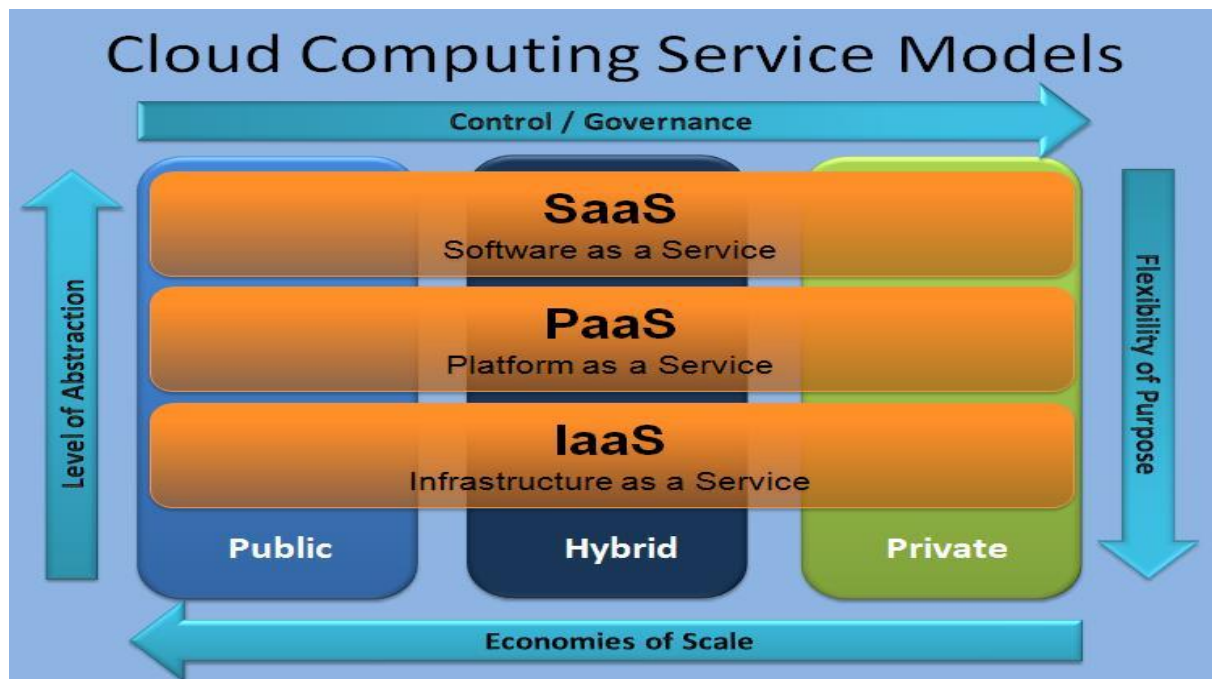 Cloud Computing Service Models
Control / Governance
Level of Abstraction
SaaS
Software as a Service
PaaS
Platform as a Service
IaaS
Infrastructure as a Service
Flexibility of Purpose
Public
Hybrid
Private
Economies of Scale